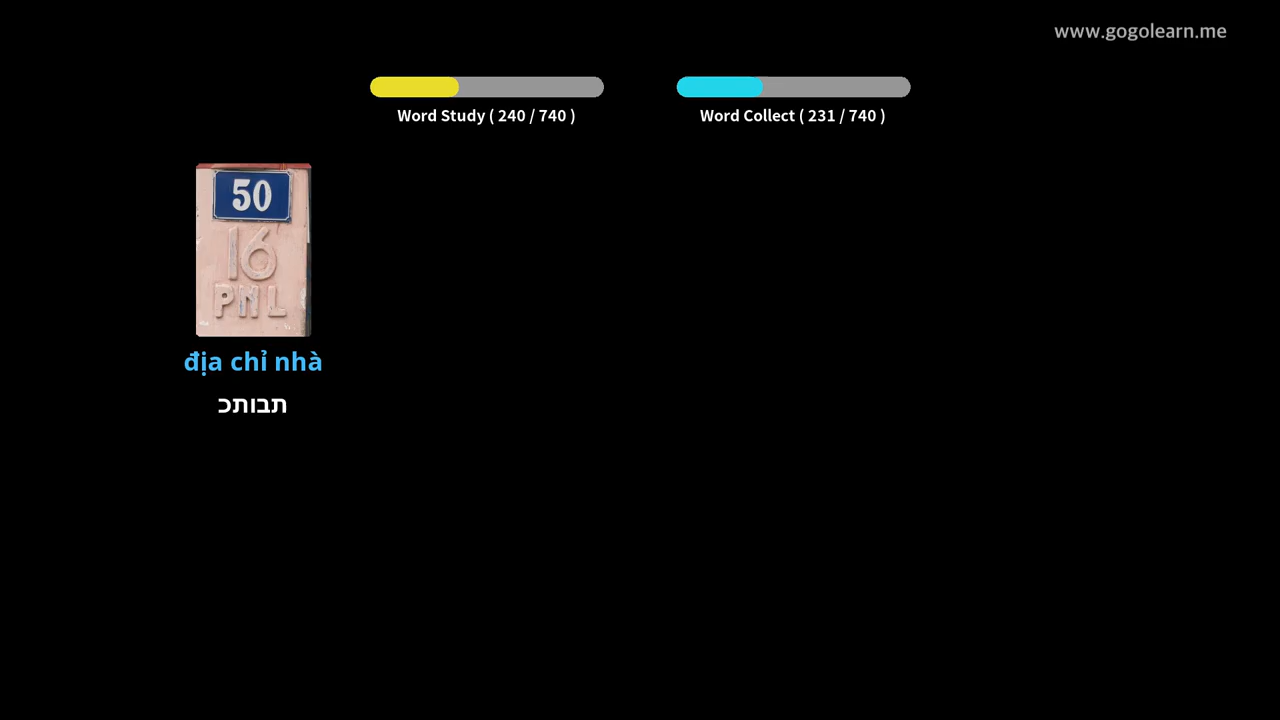 www.gogolearn.me
Word Study ( 240 / 740 )
Word Collect ( 231 / 740 )
50
16
PNL
địa chỉ nhà
תבותכ